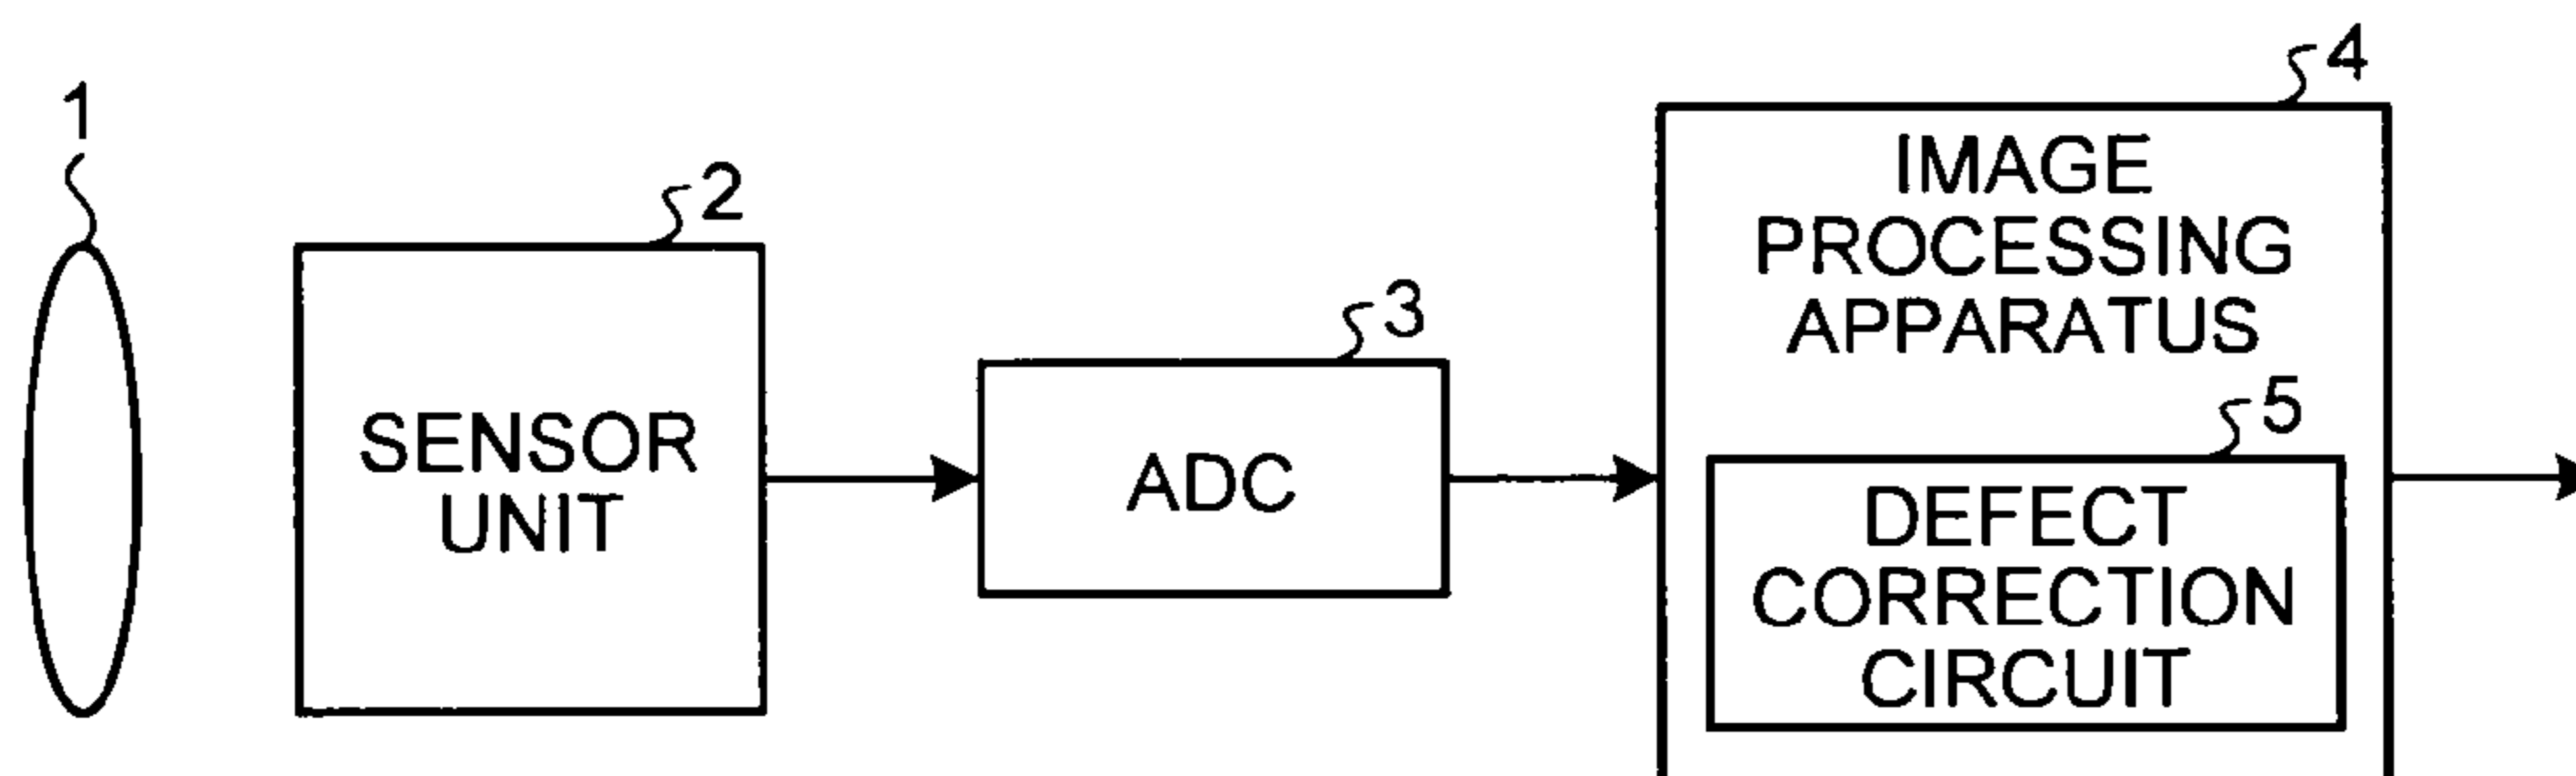 1
2
SENSOR
UNIT
3
ADC
4
IMAGE
PROCESSING
APPARATUS
5
DEFECT
CORRECTION
CIRCUIT